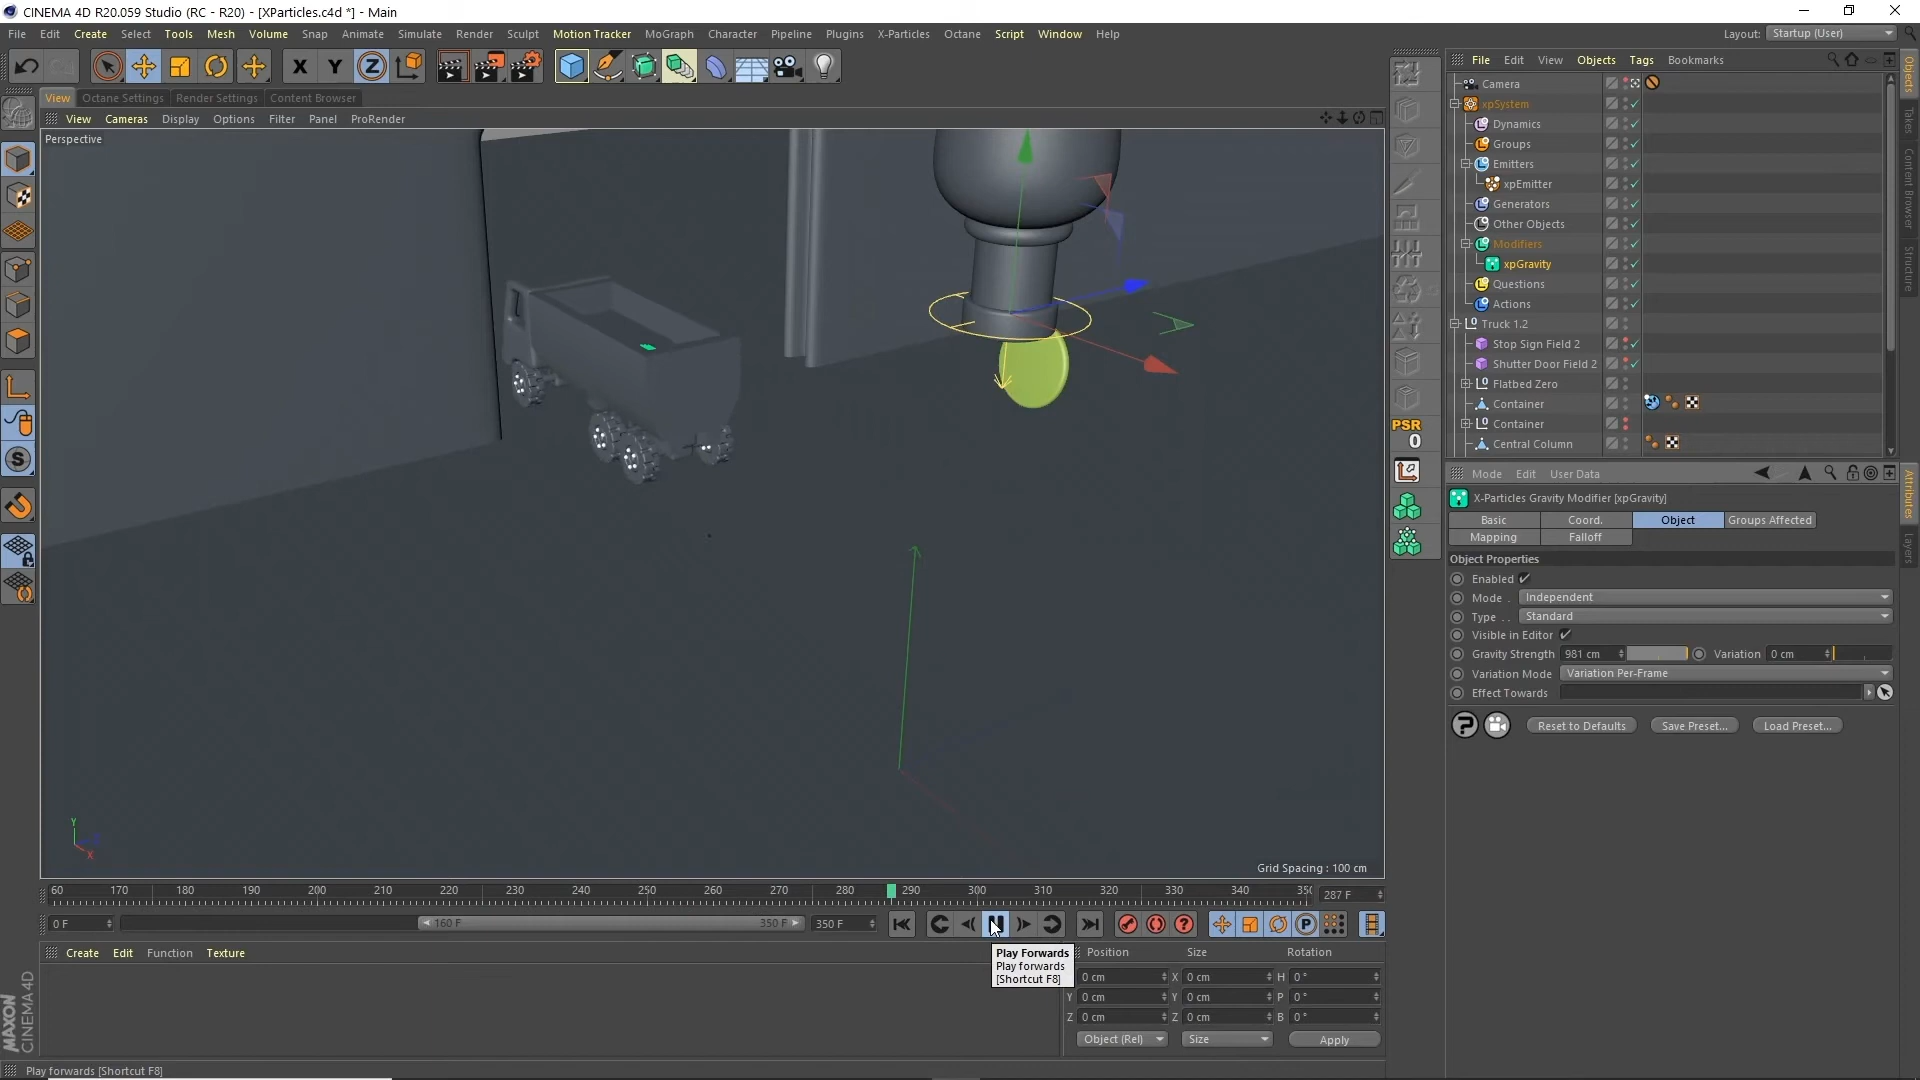 CINEMA 4D R20.059 Studio (RC - R20) - [XParticles.c4d *] - Main
File Edit Create Select Tools Mesh Volume Snap Animate Simulate Render Sculpt Motion Tracker MoGraph Character Pipeline Plugins X-Particles Octane Script Window Help
Layout: Startup (User)
X Y Z
View Octane Settings Render Settings Content Browser
View Cameras Display Options Filter Panel ProRender
Perspective
Grid Spacing : 100 cm
Y
X
PSR
0
File Edit View Objects Tags Bookmarks
Camera
xpSystem
Dynamics
Groups
Emitters
xpEmitter
Generators
Other Objects
Modifiers
xpGravity
Questions
Actions
Truck 1.2
Stop Sign Field 2
Shutter Door Field 2
Flatbed Zero
Container
Container
Central Column
Objects
Takes
Content Browser
Structure
Mode Edit User Data
X-Particles Gravity Modifier [xpGravity]
Basic Coord. Object Groups Affected
Mapping Falloff
Object Properties
Enabled
Mode . Independent
Type . . Standard
Visible in Editor
Gravity Strength 981 cm Variation 0 cm
Variation Mode Variation Per-Frame
Effect Towards
Reset to Defaults Save Preset... Load Preset...
Attributes
Layers
60 170 180 190 200 210 220 230 240 250 260 270 280 290 300 310 320 330 340 350
287 F
0 F 160 F 350 F 350 F
Create Edit Function Texture
Play Forwards
Play forwards
[Shortcut F8]
Position Size Rotation
0 cm X 0 cm H 0 °
Y 0 cm Y 0 cm P 0 °
Z 0 cm Z 0 cm B 0 °
Object (Rel) Size Apply
MAXON
CINEMA 4D
Play forwards [Shortcut F8]